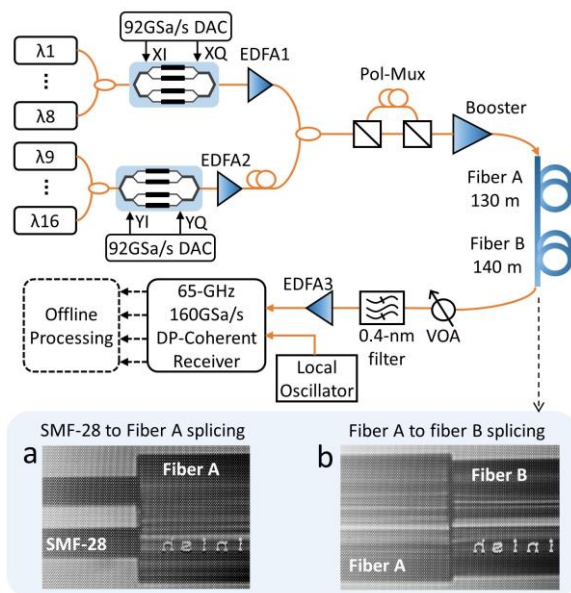 92GSa/s DAC
XI
XQ
EDFA1
λ1
⋮
λ8
Pol-Mux
Booster
λ9
⋮
λ16
EDFA2
YI
YQ
92GSa/s DAC
Fiber A
130 m
Fiber B
140 m
Offline
Processing
65-GHz
160GSa/s
DP-Coherent
Receiver
EDFA3
0.4-nm
filter
VOA
Local
Oscillator
SMF-28 to Fiber A splicing
a
Fiber A
SMF-28
Fiber A to fiber B splicing
b
Fiber B
Fiber A